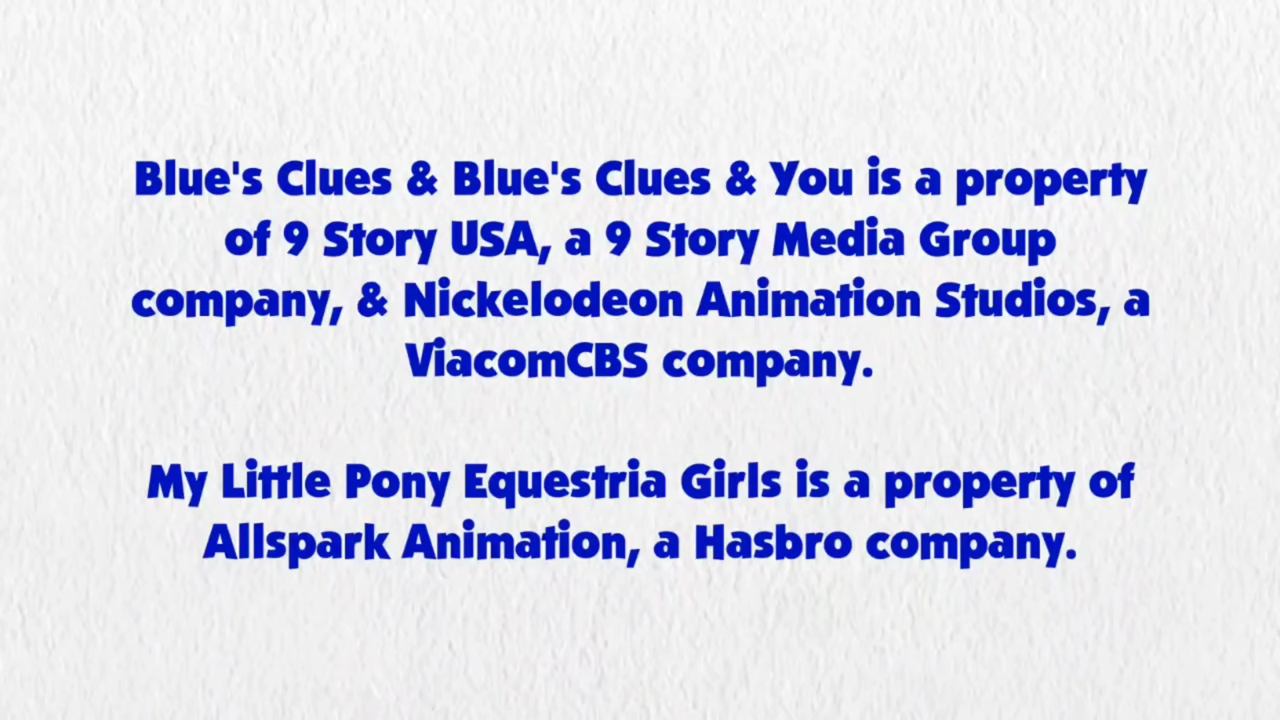 Blue's Clues & Blue's Clues & You is a property
of 9 Story USA, a 9 Story Media Group
company, & Nickelodeon Animation Studios, a
ViacomCBS company.
My Little Pony Equestria Girls is a property of
Allspark Animation, a Hasbro company.